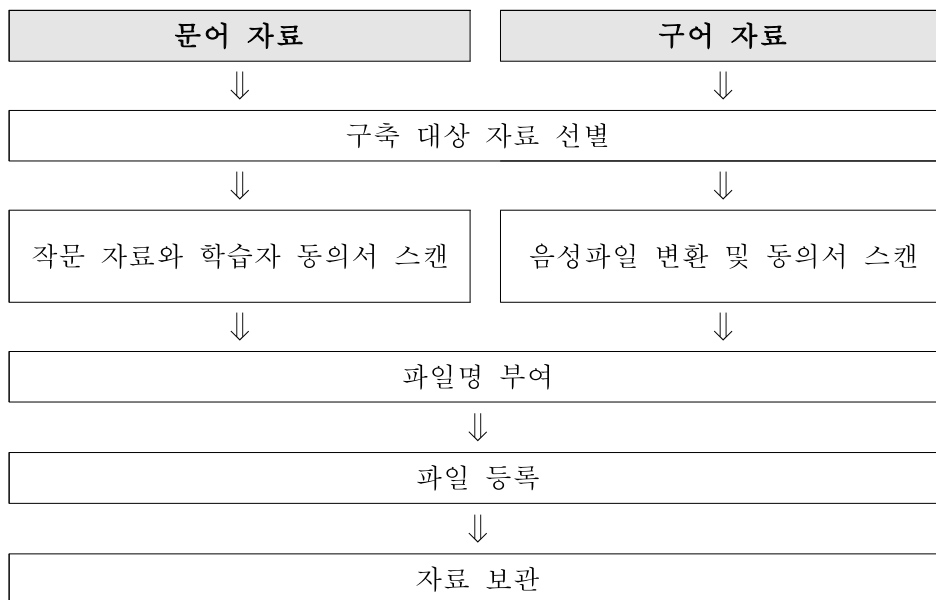 문어 자료
구어 자료
⇓ ⇓
구축 대상 자료 선별
⇓ ⇓
작문 자료와 학습자 동의서 스캔
음성파일 변환 및 동의서 스캔
⇓ ⇓
파일명 부여
⇓
파일 등록
⇓
자료 보관